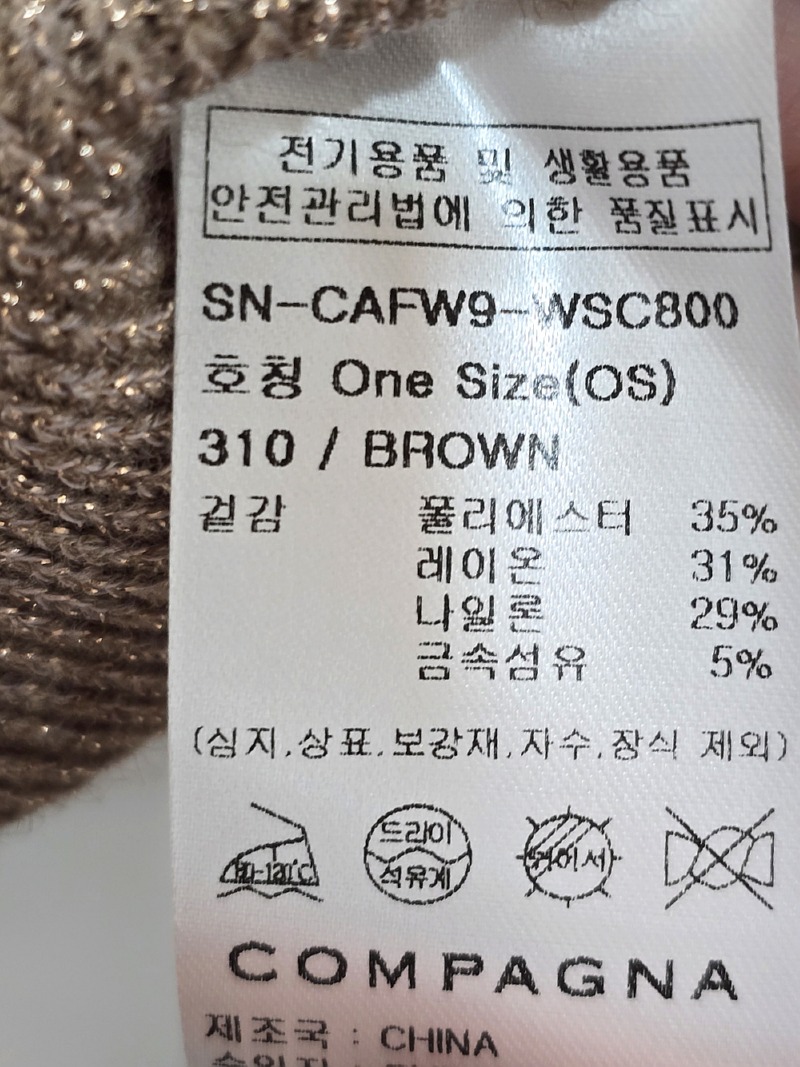 전기용품 및 생활용품
안전관리법에 의한 품질표시
SN-CAFW9-WSC800
호칭 One Size(OS)
310 / BROWN
겉감 폴리에스터 35%
레이온 31%
나일론 29%
금속섬유 5%
(심지,상표,보강재,자수,장식 제외)
드라이
석유계
뉘어서
COMPAGNA
제조국 : CHINA